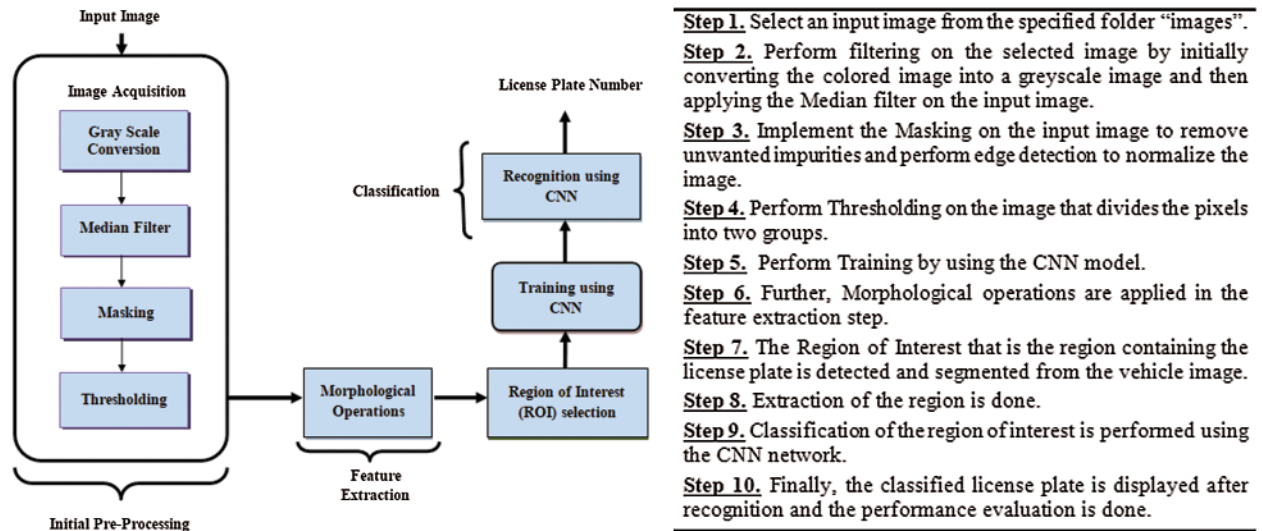 Input Image
Image Acquisition
Gray Scale
Conversion
Median Filter
Masking
Thresholding
Initial Pre-Processing
Morphological
Operations
Feature
Extraction
Region of Interest
(ROI) selection
Training using
CNN
Classification
Recognition using
CNN
License Plate Number
Step 1. Select an input image from the specified folder “images”.
Step 2. Perform filtering on the selected image by initially
converting the colored image into a greyscale image and then
applying the Median filter on the input image.
Step 3. Implement the Masking on the input image to remove
unwanted impurities and perform edge detection to normalize the
image.
Step 4. Perform Thresholding on the image that divides the pixels
into two groups.
Step 5. Perform Training by using the CNN model.
Step 6. Further, Morphological operations are applied in the
feature extraction step.
Step 7. The Region of Interest that is the region containing the
license plate is detected and segmented from the vehicle image.
Step 8. Extraction of the region is done.
Step 9. Classification of the region of interest is performed using
the CNN network.
Step 10. Finally, the classified license plate is displayed after
recognition and the performance evaluation is done.